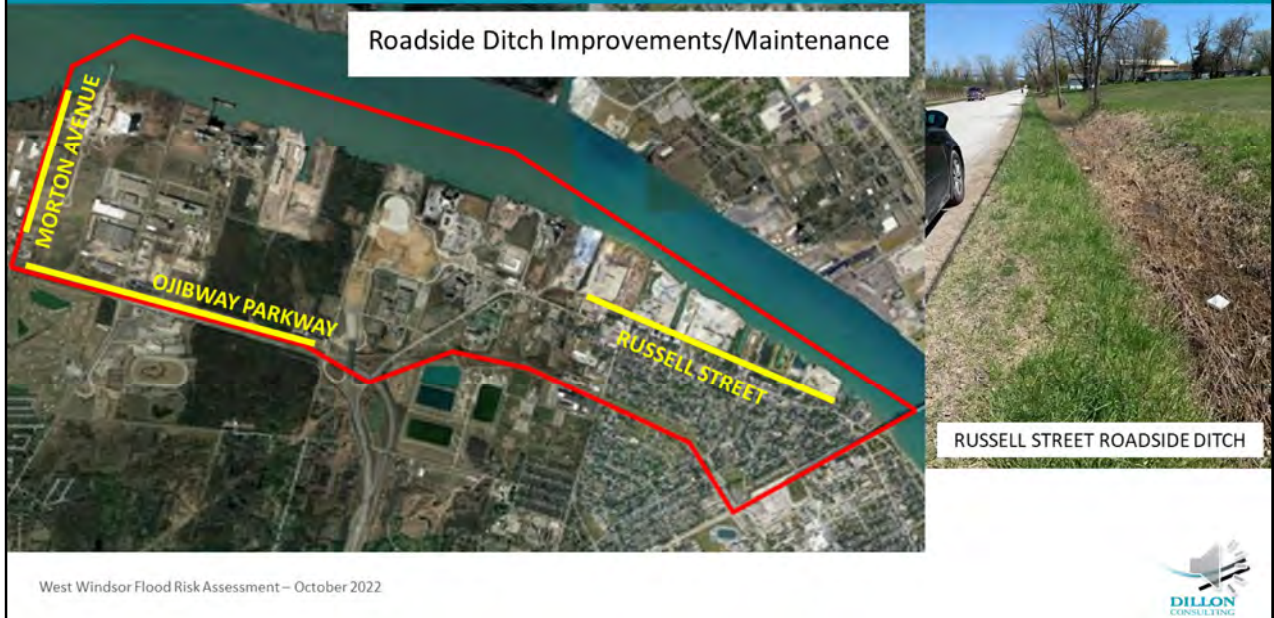 Roadside Ditch Improvements/Maintenance
MORTON AVENUE
OJIBWAY PARKWAY
RUSSELL STREET
RUSSELL STREET ROADSIDE DITCH
West Windsor Flood Risk Assessment – October 2022
DILLON
CONSULTING